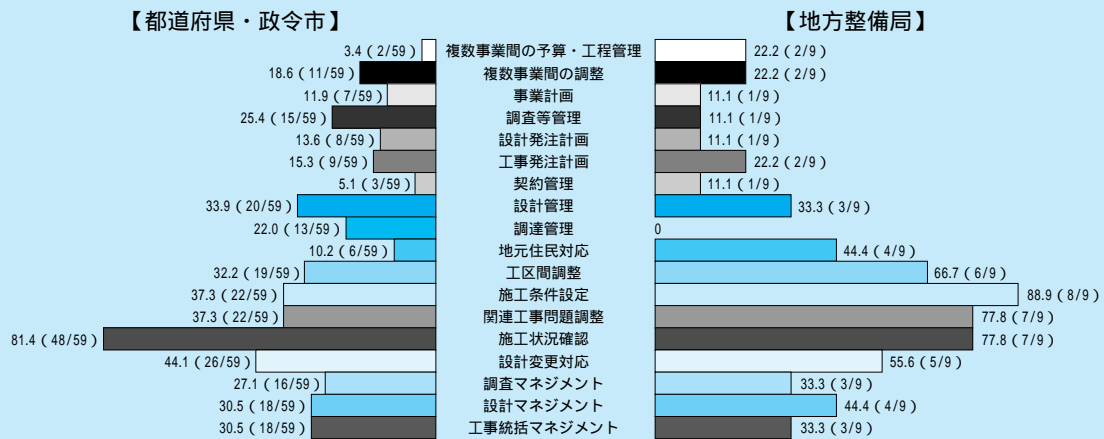 【都道府県・政令市】 【地方整備局】
3.4(2/59) 複数事業間の予算・工程管理 22.2(2/9)
18.6(11/59) 複数事業間の調整 22.2(2/9)
11.9(7/59) 事業計画 11.1(1/9)
25.4(15/59) 調査等管理 11.1(1/9)
13.6(8/59) 設計発注計画 11.1(1/9)
15.3(9/59) 工事発注計画 22.2(2/9)
5.1(3/59) 契約管理 11.1(1/9)
33.9(20/59) 設計管理 33.3(3/9)
22.0(13/59) 調達管理 0
10.2(6/59) 地元住民対応 44.4(4/9)
32.2(19/59) 工区間調整 66.7(6/9)
37.3(22/59) 施工条件設定 88.9(8/9)
37.3(22/59) 関連工事問題調整 77.8(7/9)
81.4(48/59) 施工状況確認 77.8(7/9)
44.1(26/59) 設計変更対応 55.6(5/9)
27.1(16/59) 調査マネジメント 33.3(3/9)
30.5(18/59) 設計マネジメント 44.4(4/9)
30.5(18/59) 工事統括マネジメント 33.3(3/9)